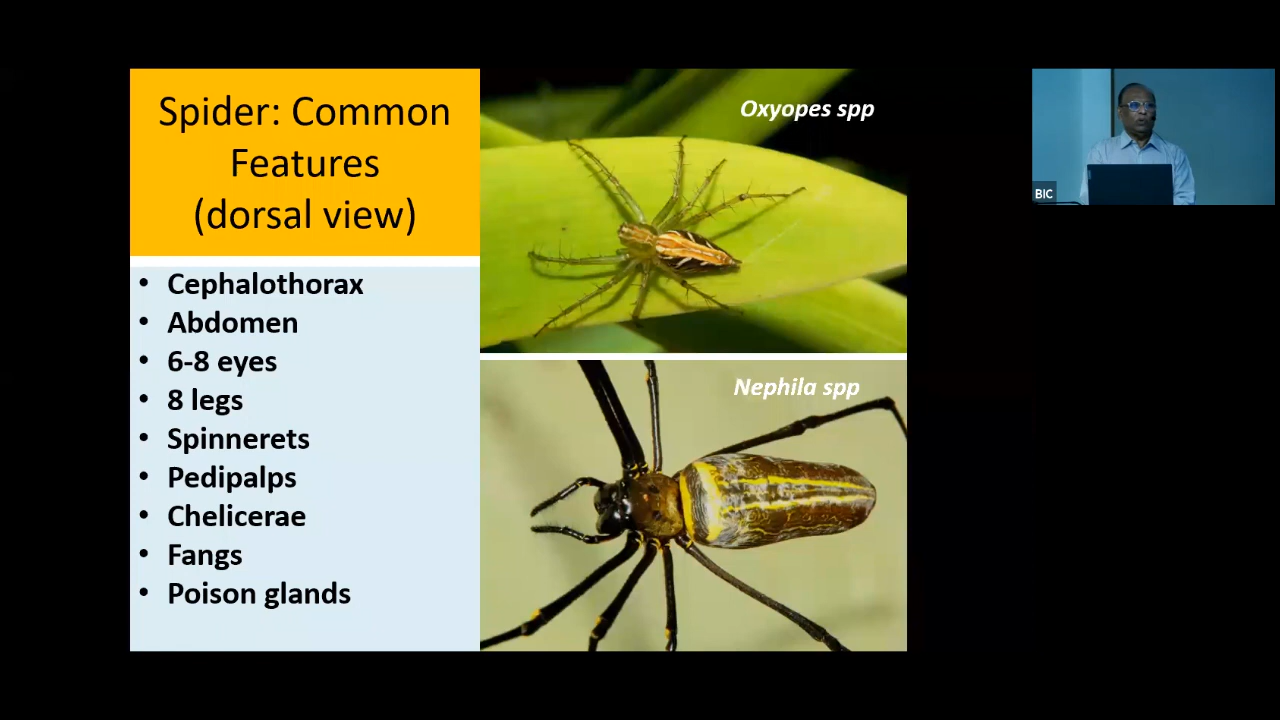 Spider: Common
Features
(dorsal view)
• Cephalothorax
• Abdomen
• 6-8 eyes
• 8 legs
• Spinnerets
• Pedipalps
• Chelicerae
• Fangs
• Poison glands
Oxyopes spp
Nephila spp
BIC